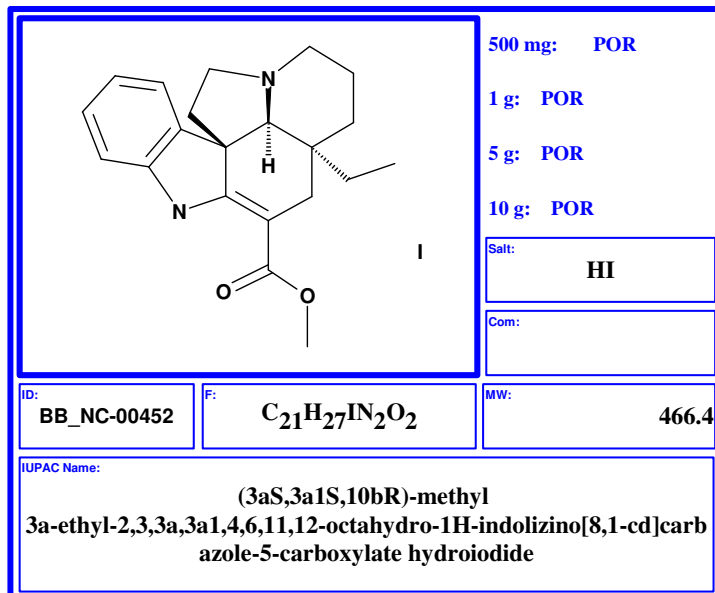 N
H
N
I
O
O
500 mg: POR
1 g: POR
5 g: POR
10 g: POR
Salt:
HI
Com:
ID:
BB_NC-00452
F:
C21H27IN2O2
MW:
466.4
IUPAC Name:
(3aS,3a1S,10bR)-methyl
3a-ethyl-2,3,3a,3a1,4,6,11,12-octahydro-1H-indolizino[8,1-cd]carb
azole-5-carboxylate hydroiodide